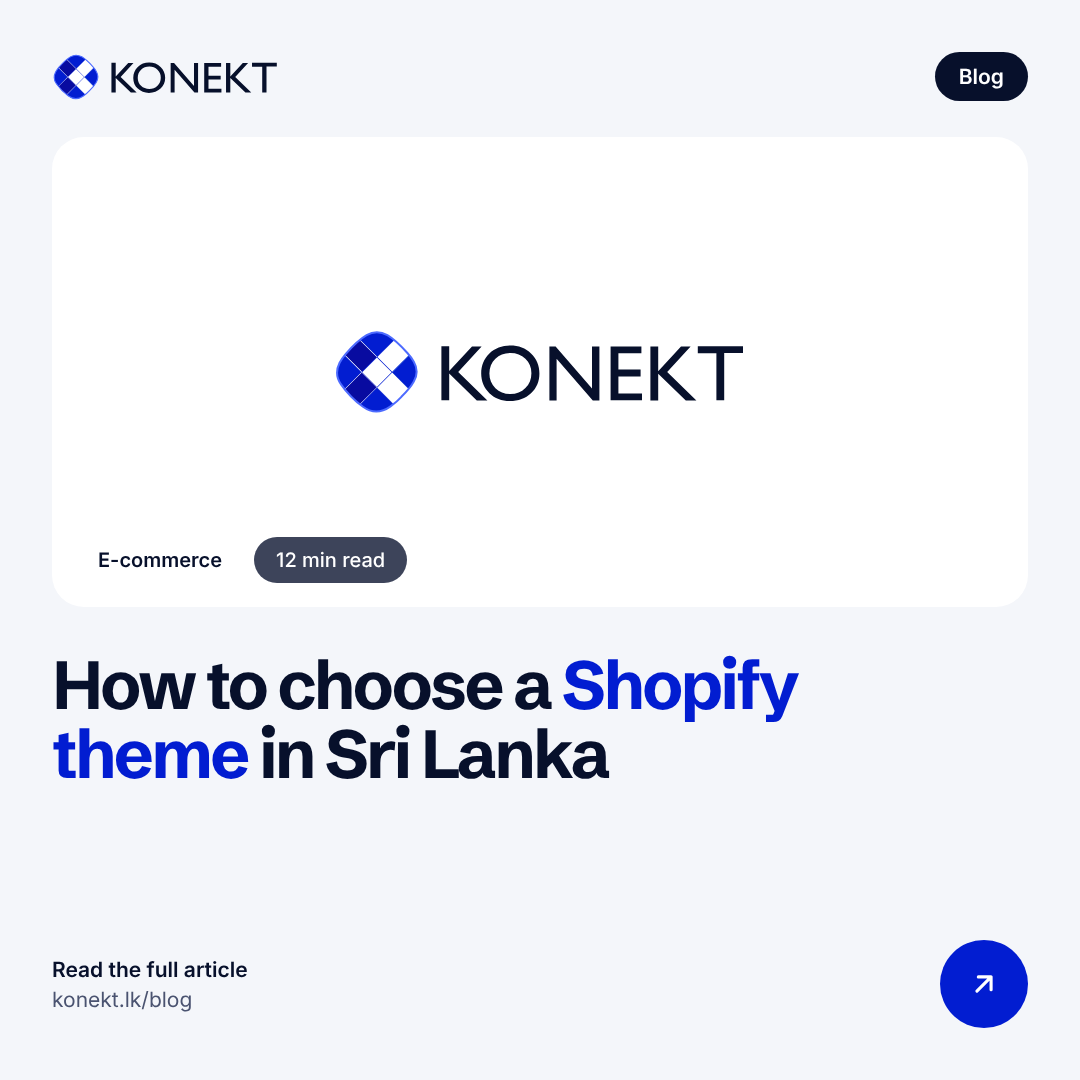 KONEKT
Blog
KONEKT
E-commerce
12 min read
How to choose a Shopify
theme in Sri Lanka
Read the full article
konekt.lk/blog